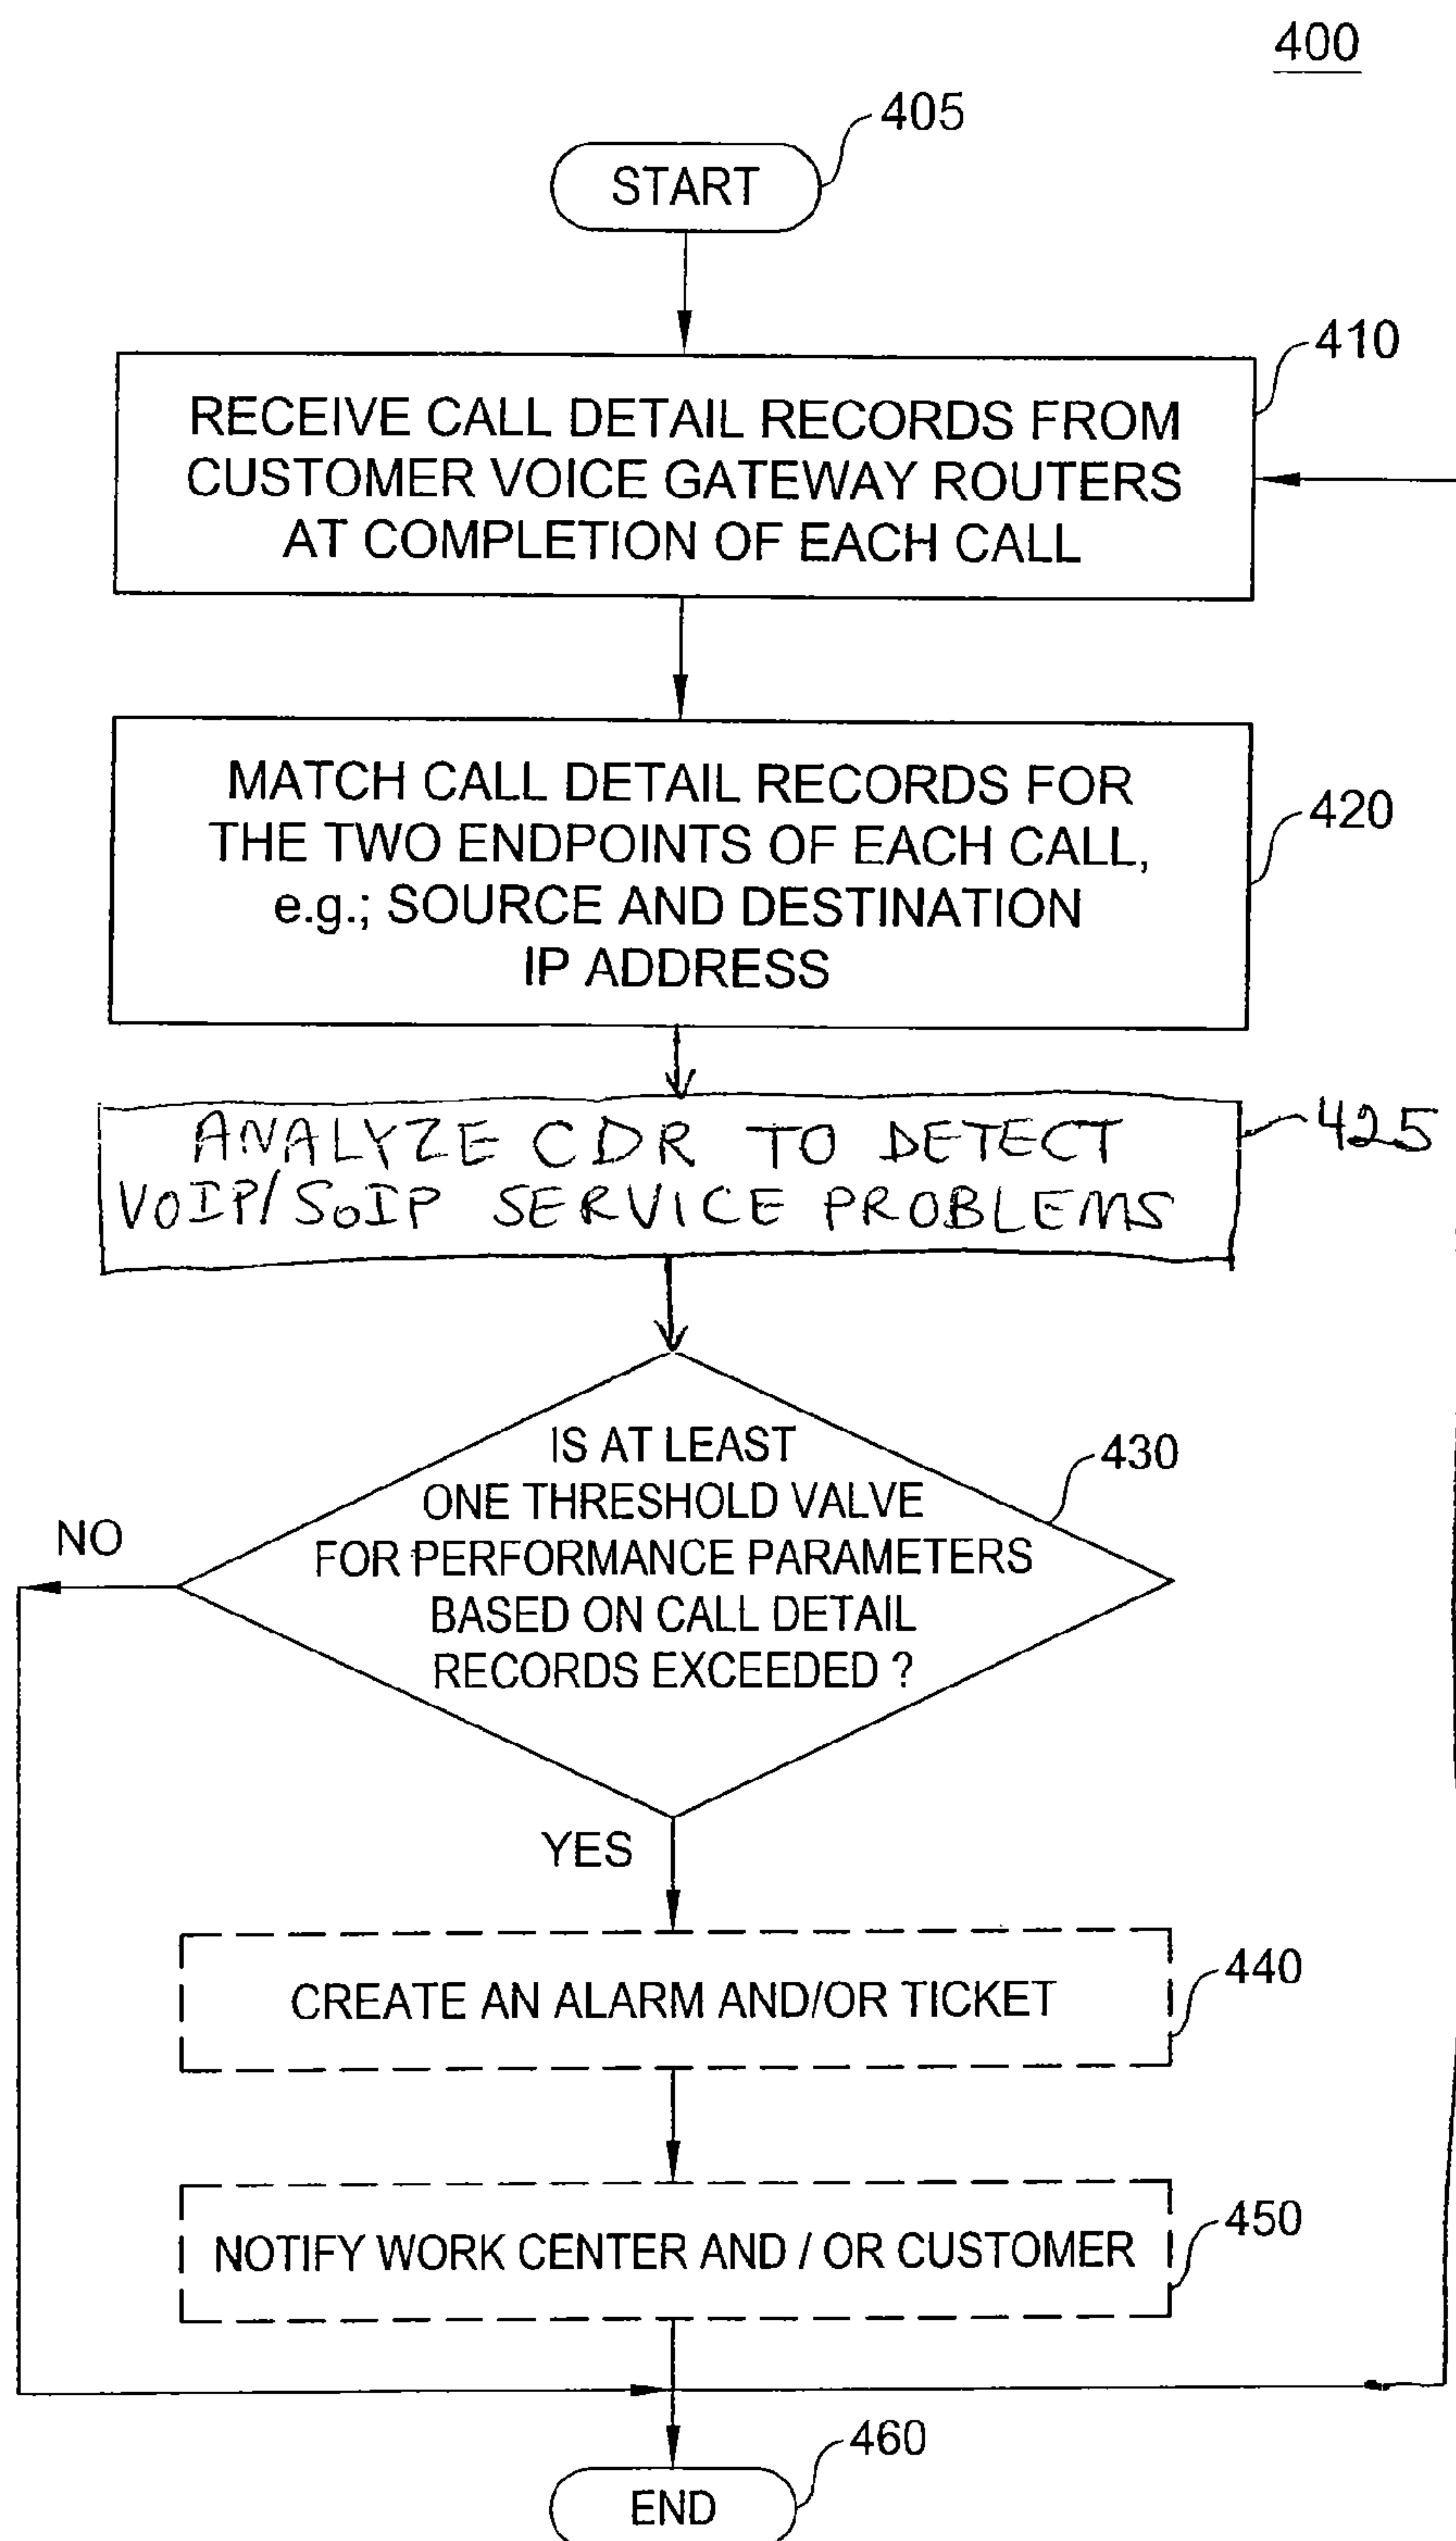 400
405
START
410
RECEIVE CALL DETAIL RECORDS FROM
CUSTOMER VOICE GATEWAY ROUTERS
AT COMPLETION OF EACH CALL
MATCH CALL DETAIL RECORDS FOR
THE TWO ENDPOINTS OF EACH CALL,
e.g.; SOURCE AND DESTINATION
IP ADDRESS
420
ANALYZE CDR TO DETECT
VOIP/SoIP SERVICE PROBLEMS
425
IS AT LEAST
ONE THRESHOLD VALVE
FOR PERFORMANCE PARAMETERS
BASED ON CALL DETAIL
RECORDS EXCEEDED ?
430
NO
YES
CREATE AN ALARM AND/OR TICKET
440
NOTIFY WORK CENTER AND / OR CUSTOMER
450
460
END